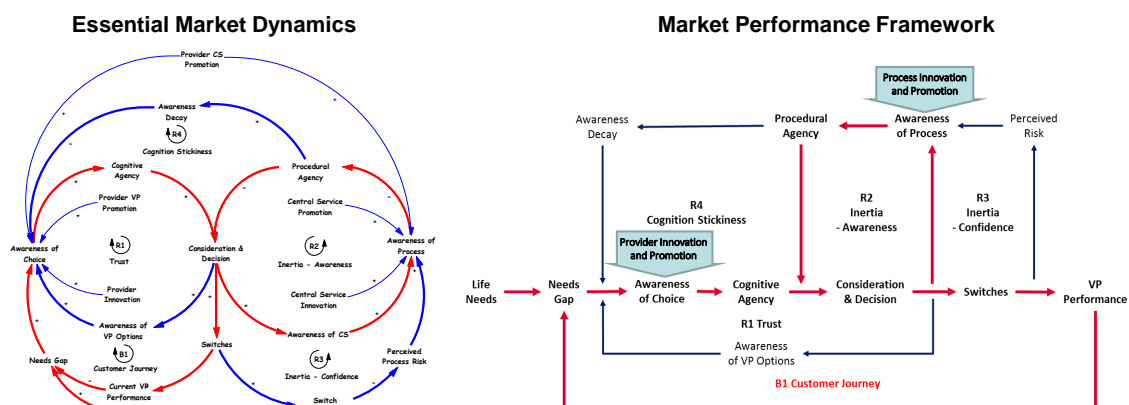 Essential Market Dynamics
Provider CS
Promotion
Awareness
Decay
R4
Cognition Stickiness
Cognitive
Agency
Procedural
Agency
Provider VP
Promotion
Central Service
Promotion
Awareness of
Choice
R1
Trust
Consideration &
Decision
R2
Inertia - Awareness
Awareness of
Process
Provider
Innovation
Central Service
Innovation
Awareness of
VP Options
Awareness of CS
Needs Gap
B1
Customer Journey
Switches
R3
Inertia - Confidence
Perceived
Process Risk
Current VP
Performance
Switch
Market Performance Framework
Process Innovation
and Promotion
Awareness
Decay
Procedural
Agency
Awareness
of Process
Perceived
Risk
R4
Cognition Stickiness
R2
Inertia
- Awareness
R3
Inertia
- Confidence
Provider Innovation
and Promotion
Life
Needs
Needs
Gap
Awareness
of Choice
Cognitive
Agency
Consideration
& Decision
Switches
VP
Performance
R1 Trust
Awareness
of VP Options
B1 Customer Journey